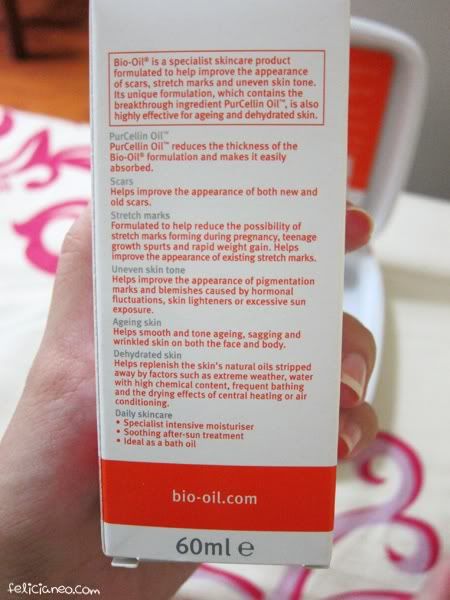 Bio-Oil® is a specialist skincare product
formulated to help improve the appearance
of scars, stretch marks and uneven skin tone.
Its unique formulation, which contains the
breakthrough ingredient PurCellin Oil™, is also
highly effective for ageing and dehydrated skin.
PurCellin Oil™
PurCellin Oil™ reduces the thickness of the
Bio-Oil® formulation and makes it easily
absorbed.
Scars
Helps improve the appearance of both new and
old scars.
Stretch marks
Formulated to help reduce the possibility of
stretch marks forming during pregnancy, teenage
growth spurts and rapid weight gain. Helps
improve the appearance of existing stretch marks.
Uneven skin tone
Helps improve the appearance of pigmentation
marks and blemishes caused by hormonal
fluctuations, skin lighteners or excessive sun
exposure.
Ageing skin
Helps smooth and tone ageing, sagging and
wrinkled skin on both the face and body.
Dehydrated skin
Helps replenish the skin's natural oils stripped
away by factors such as extreme weather, water
with high chemical content, frequent bathing
and the drying effects of central heating or air
conditioning.
Daily skincare
• Specialist intensive moisturiser
• Soothing after-sun treatment
• Ideal as a bath oil
bio-oil.com
60ml ℮
felicianeo.com